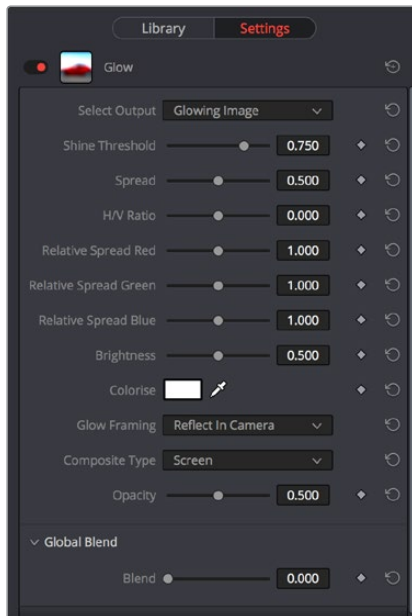 Library Settings
Glow
Select Output Glowing Image
Shine Threshold 0.750
Spread 0.500
H/V Ratio 0.000
Relative Spread Red 1.000
Relative Spread Green 1.000
Relative Spread Blue 1.000
Brightness 0.500
Colorise
Glow Framing Reflect In Camera
Composite Type Screen
Opacity 0.500
Global Blend
Blend 0.000